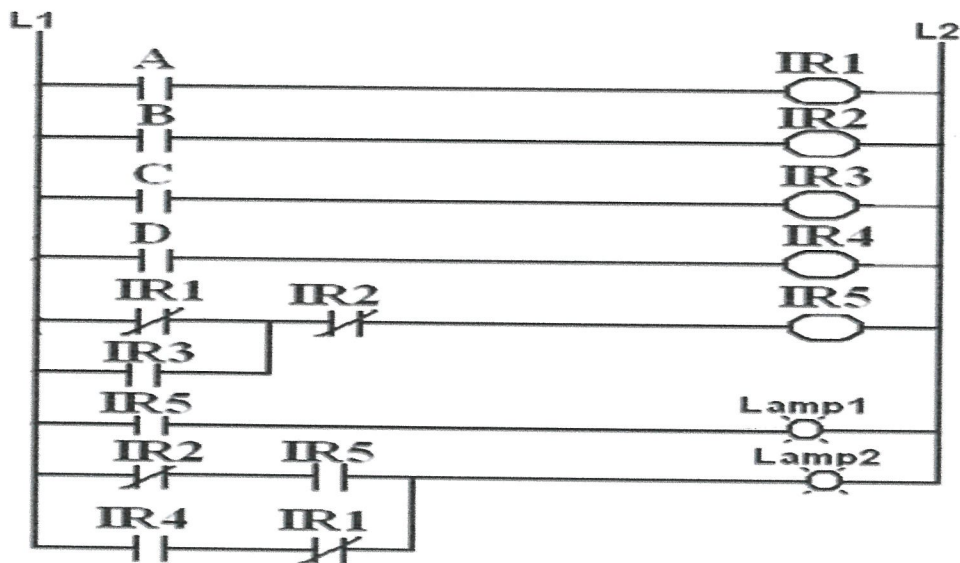 L1 L2
A IR1
B IR2
C IR3
D IR4
IR1 IR2 IR5
IR3
IR5 Lamp1
IR2 IR5 Lamp2
IR4 IR1